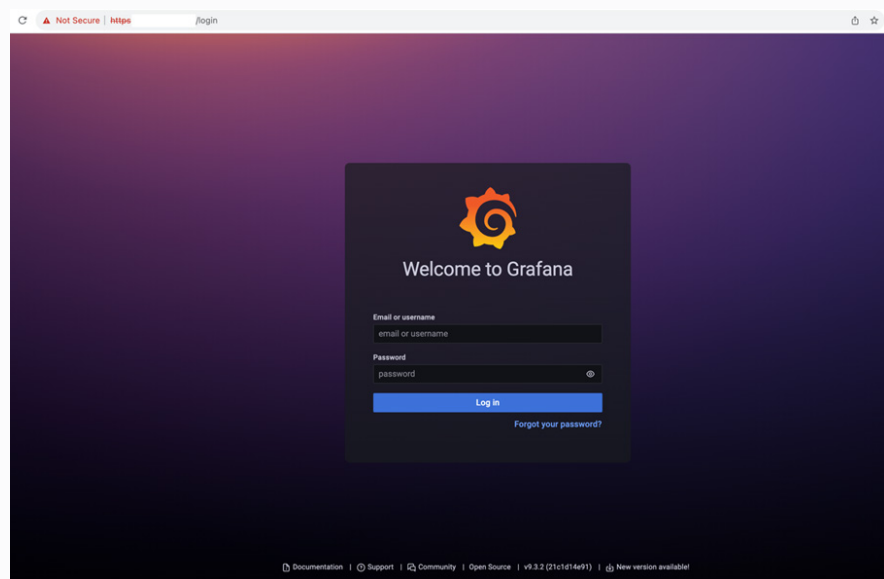 Not Secure | https /login
Welcome to Grafana
Email or username
email or username
Password
password
Log in
Forgot your password?
Documentation | Support | Community | Open Source | v9.3.2 (21c1d14e91) | New version available!